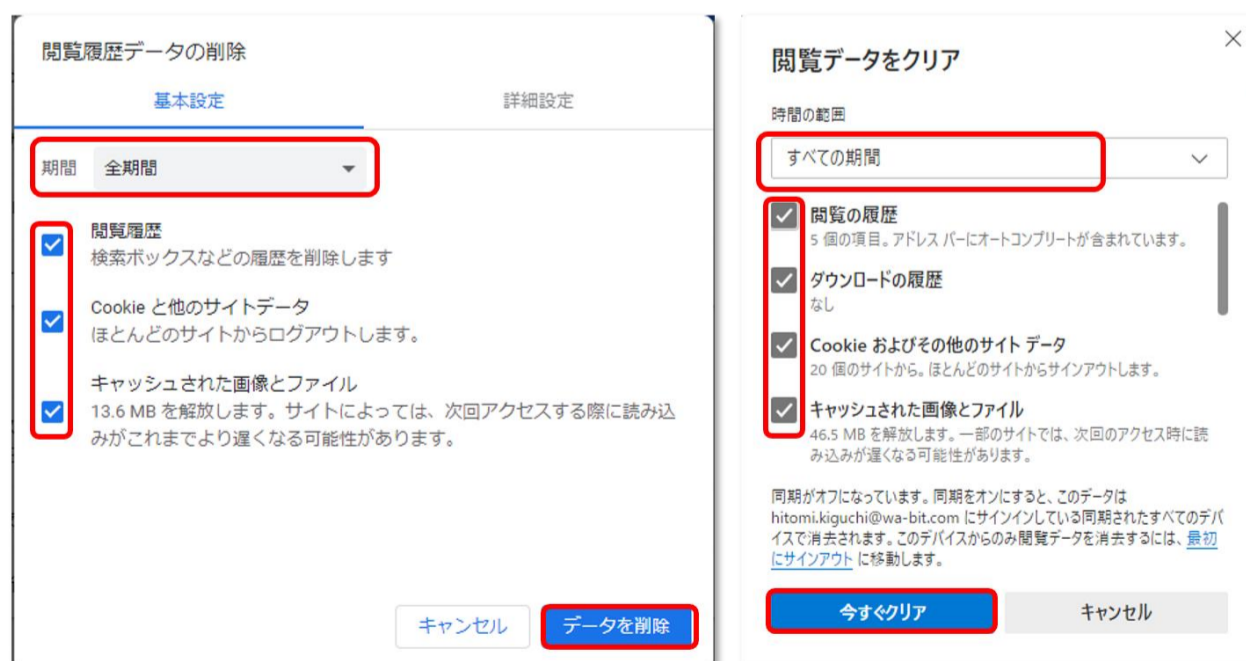 閲覧履歴データの削除
基本設定
詳細設定
期間
全期間
閲覧履歴
検索ボックスなどの履歴を削除します
Cookie と他のサイトデータ
ほとんどのサイトからログアウトします。
キャッシュされた画像とファイル
13.6 MB を解放します。サイトによっては、次回アクセスする際に読み込
みがこれまでより遅くなる可能性があります。
キャンセル
データを削除
閲覧データをクリア
時間の範囲
すべての期間
閲覧の履歴
5 個の項目。アドレス バーにオートコンプリートが含まれています。
ダウンロードの履歴
なし
Cookie およびその他のサイト データ
20 個のサイトから。ほとんどのサイトからサインアウトします。
キャッシュされた画像とファイル
46.5 MB を解放します。一部のサイトでは、次回のアクセス時に読
み込みが遅くなる可能性があります。
同期がオフになっています。同期をオンにすると、このデータは
hitomi.kiguchi@wa-bit.com にサインインしている同期されたすべてのデバ
イスで消去されます。このデバイスからのみ閲覧データを消去するには、最初
にサインアウト に移動します。
今すぐクリア
キャンセル